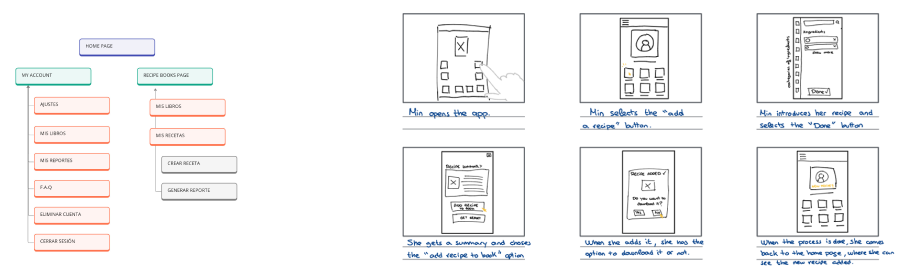 HOME PAGE
MY ACCOUNT
RECIPE BOOKS PAGE
AJUSTES
MIS LIBROS
MIS LIBROS
MIS RECETAS
MIS REPORTES
CREAR RECETA
F.A.Q
GENERAR REPORTE
ELIMINAR CUENTA
CERRAR SESIÓN
Min opens the app.
Min selects the "add
a recipe" button.
Ingredients
Done ✓
Min introduces her recipe and
selects the "Done" button
Recipe summary
ADD RECIPE
TO BOOK
GET REPORT
She gets a summary and choses
the "add recipe to book" option
RECIPE ADDED ✓
Do you want to
download it?
Yes
When she adds it, she has the
option to download it or not.
When the process is done, she comes
back to the home page, where she can
see the new recipe added.